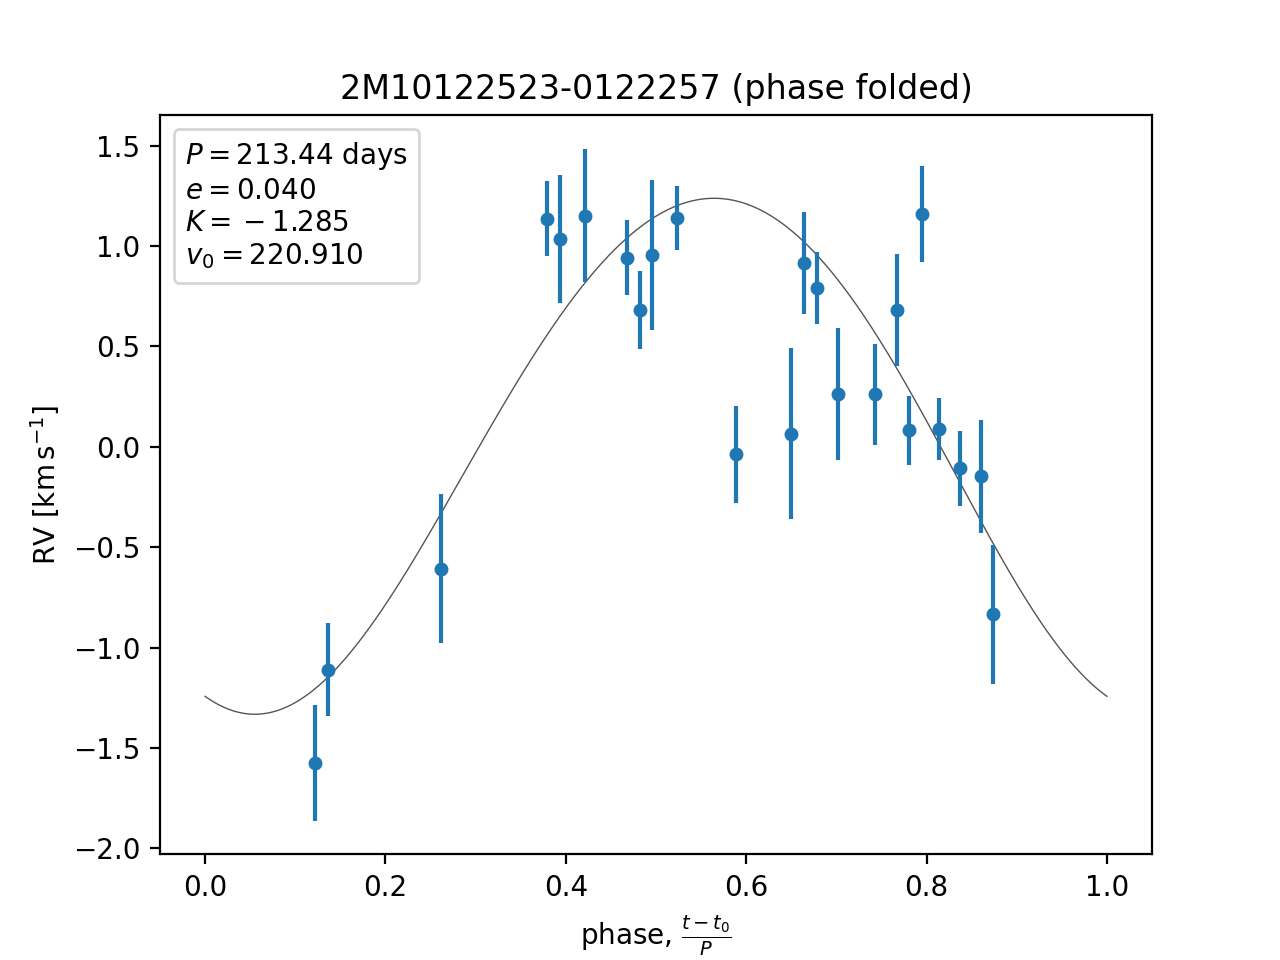 2M10122523-0122257 (phase folded)
P = 213.44 days
e = 0.040
K = −1.285
v₀ = 220.910
1.5
1.0
0.5
0.0
−0.5
−1.0
−1.5
−2.0
RV [km s⁻¹]
0.0 0.2 0.4 0.6 0.8 1.0
phase, (t − t₀)/P